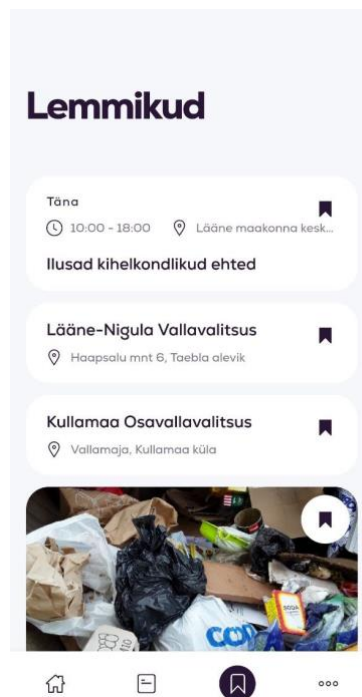 Lemmikud
Täna
10:00 - 18:00 Lääne maakonna kesk...
Ilusad kihelkondlikud ehted
Lääne-Nigula Vallavalitsus
Haapsalu mnt 6, Taebla alevik
Kullamaa Osavallavalitsus
Vallamaja, Kullamaa küla
COO